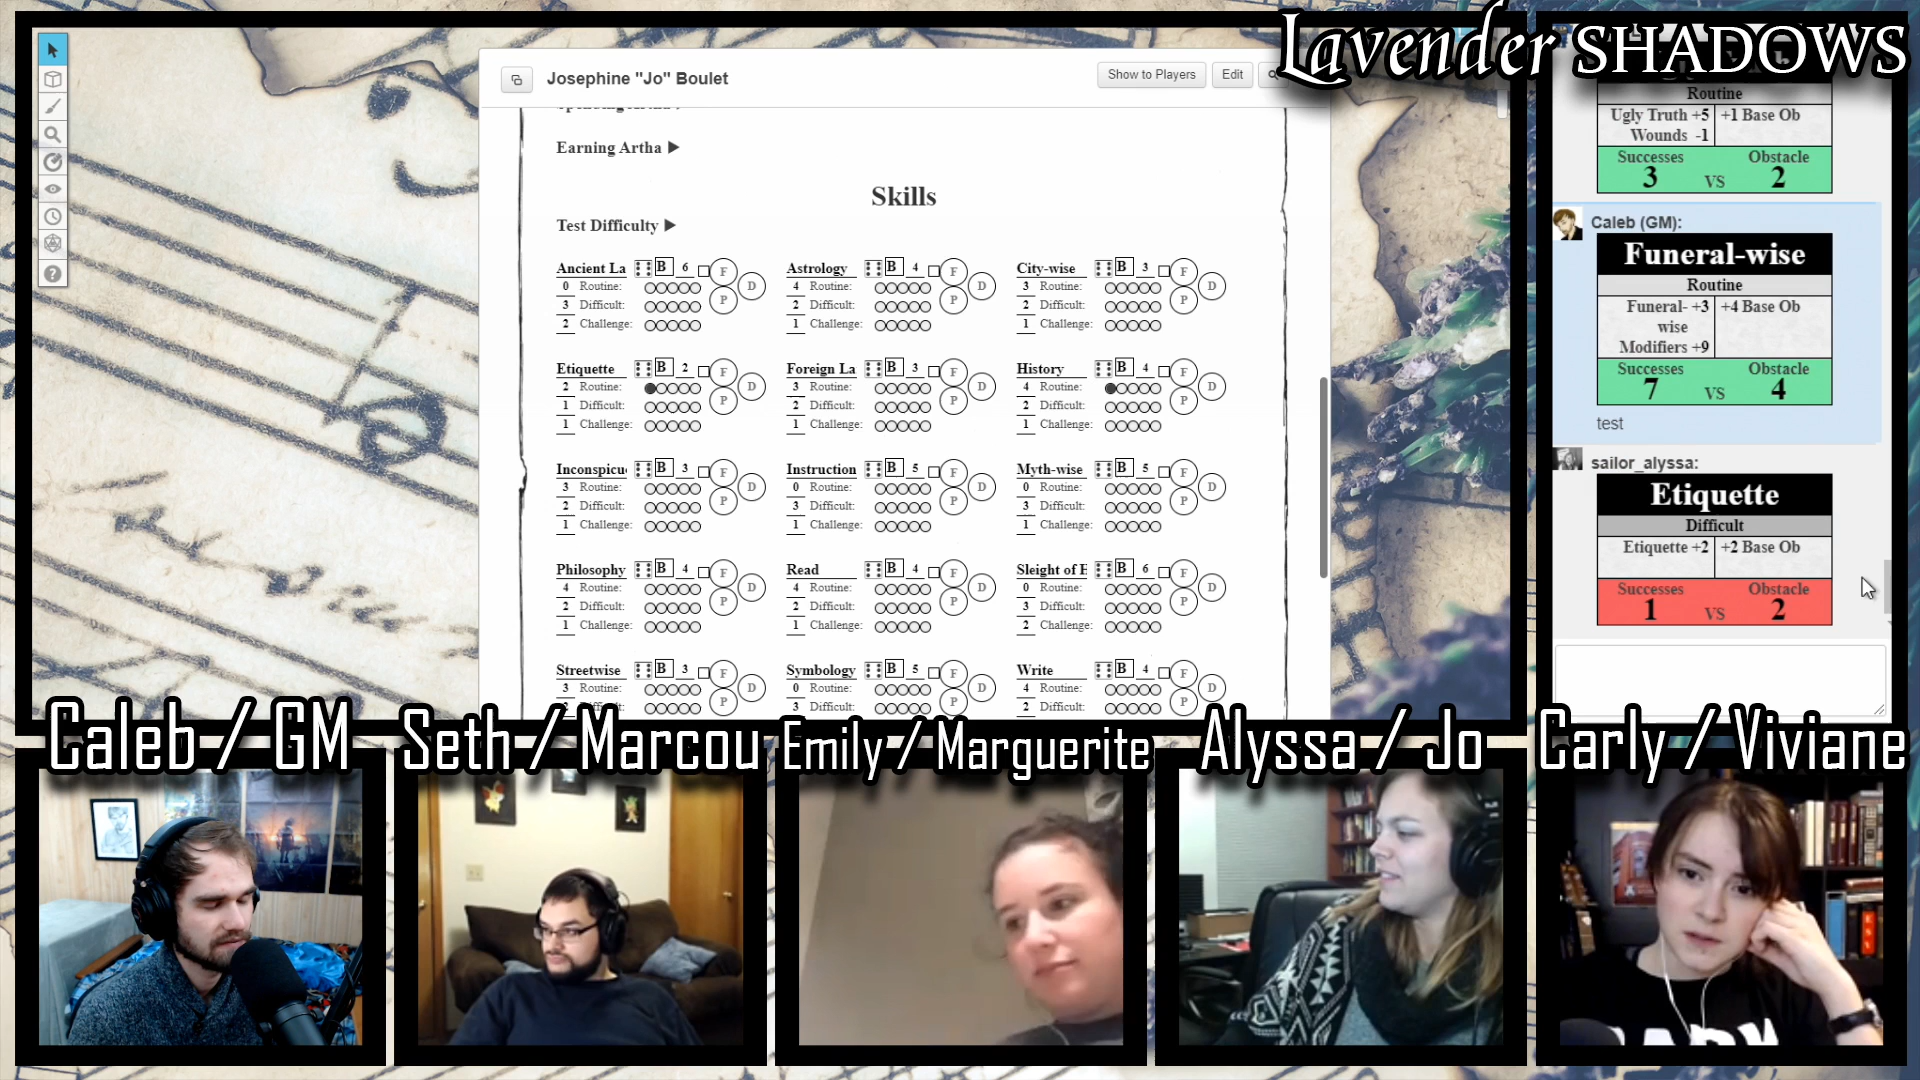 Lavender SHADOWS
Josephine "Jo" Boulet
Show to Players
Edit
Earning Artha ▶
Skills
Test Difficulty ▶
Ancient La B 6 F P D
0 Routine:
3 Difficult:
2 Challenge:
Astrology B 4 F P D
4 Routine:
2 Difficult:
1 Challenge:
City-wise B 3 F P D
3 Routine:
2 Difficult:
1 Challenge:
Etiquette B 2 F P D
2 Routine:
1 Difficult:
1 Challenge:
Foreign La B 3 F P D
3 Routine:
2 Difficult:
1 Challenge:
History B 4 F P D
4 Routine:
2 Difficult:
1 Challenge:
Inconspicu B 3 F P D
3 Routine:
2 Difficult:
1 Challenge:
Instruction B 5 F P D
0 Routine:
3 Difficult:
1 Challenge:
Myth-wise B 5 F P D
0 Routine:
3 Difficult:
1 Challenge:
Philosophy B 4 F P D
4 Routine:
2 Difficult:
1 Challenge:
Read B 4 F P D
4 Routine:
2 Difficult:
1 Challenge:
Sleight of B 6 F P D
0 Routine:
3 Difficult:
2 Challenge:
Streetwise B 3 F P D
3 Routine:
2 Difficult:
Symbology B 5 F P D
0 Routine:
3 Difficult:
Write B 4 F P D
4 Routine:
2 Difficult:
Routine
Ugly Truth +5 +1 Base Ob
Wounds -1
Successes Obstacle
3 VS 2
Caleb (GM):
Funeral-wise
Routine
Funeral- +3 +4 Base Ob
wise
Modifiers +9
Successes Obstacle
7 VS 4
test
sailor_alyssa:
Etiquette
Difficult
Etiquette +2 +2 Base Ob
Successes Obstacle
1 VS 2
Caleb / GM
Seth / Marcou
Emily / Marguerite
Alyssa / Jo
Carly / Viviane